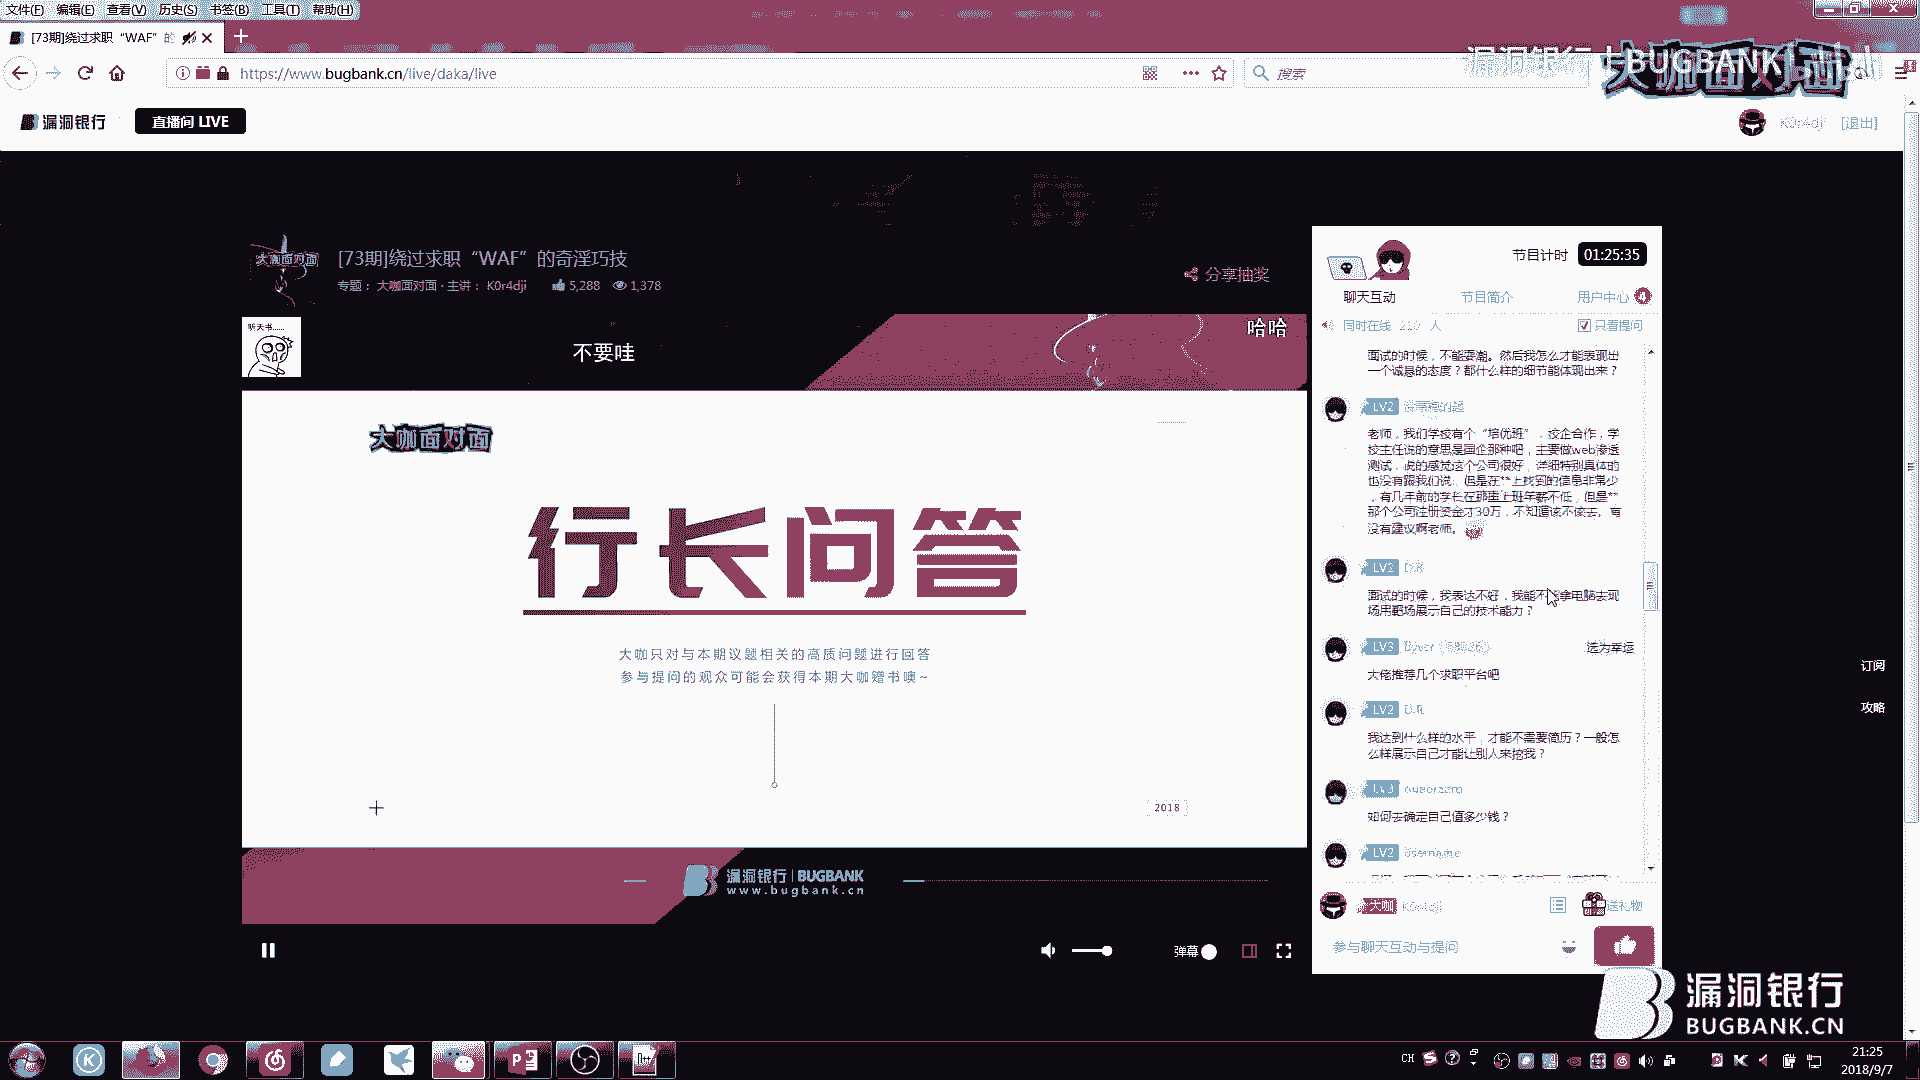 文件(F) 编辑(E) 查看(V) 历史(S) 书签(B) 工具(T) 帮助(H)
[73期]绕过求职“WAF”的
https://www.bugbank.cn/live/daka/live
搜索
漏洞银行 BUGBANK
大咖面对面
漏洞银行
直播间 LIVE
K0r4dji [退出]
大咖面对面
[73期]绕过求职“WAF”的奇淫巧技
专题：大咖面对面·主讲：K0r4dji 5,288 1,378
分享抽奖
听天书......
不要哇
哈哈
大咖面对面
行长问答
大咖只对与本期议题相关的高质问题进行回答
参与提问的观众可能会获得本期大咖赠书噢~
2018
漏洞银行 | BUGBANK
www.bugbank.cn
弹幕
节目计时 01:25:35
聊天互动 节目简介 用户中心 4
同时在线 210 人 只看提问
面试的时候，不能耍潮。然后我怎么才能表现出
一个诚恳的态度？都什么样的细节能体现出来？
LV2
老师，我们学校有个“培优班”，校企合作，学
校主任说的意思是国企那种吧，主要做web渗透
测试，说的感觉这个公司很好，详细特别具体的
也没有跟我们说，但是在**上找到的信息非常少
，有几年前的学长在那里上班年薪不低，但是**
那个公司注册资金才30万，不知道该不该去，有
没有建议啊老师。
LV1
面试的时候，我表达不好，我能不能拿电脑去现
场用靶场展示自己的技术能力？
LV3
选为幸运
大佬推荐几个求职平台吧
LV2
我达到什么样的水平，才能不需要简历？一般怎
么样展示自己才能让别人来挖我？
LV3
如何去确定自己值多少钱？
LV2 Username
大咖 K0r4dji
送礼物
参与聊天互动与提问
订阅
攻略
漏洞银行
BUGBANK.CN
CH
21:25
2018/9/7